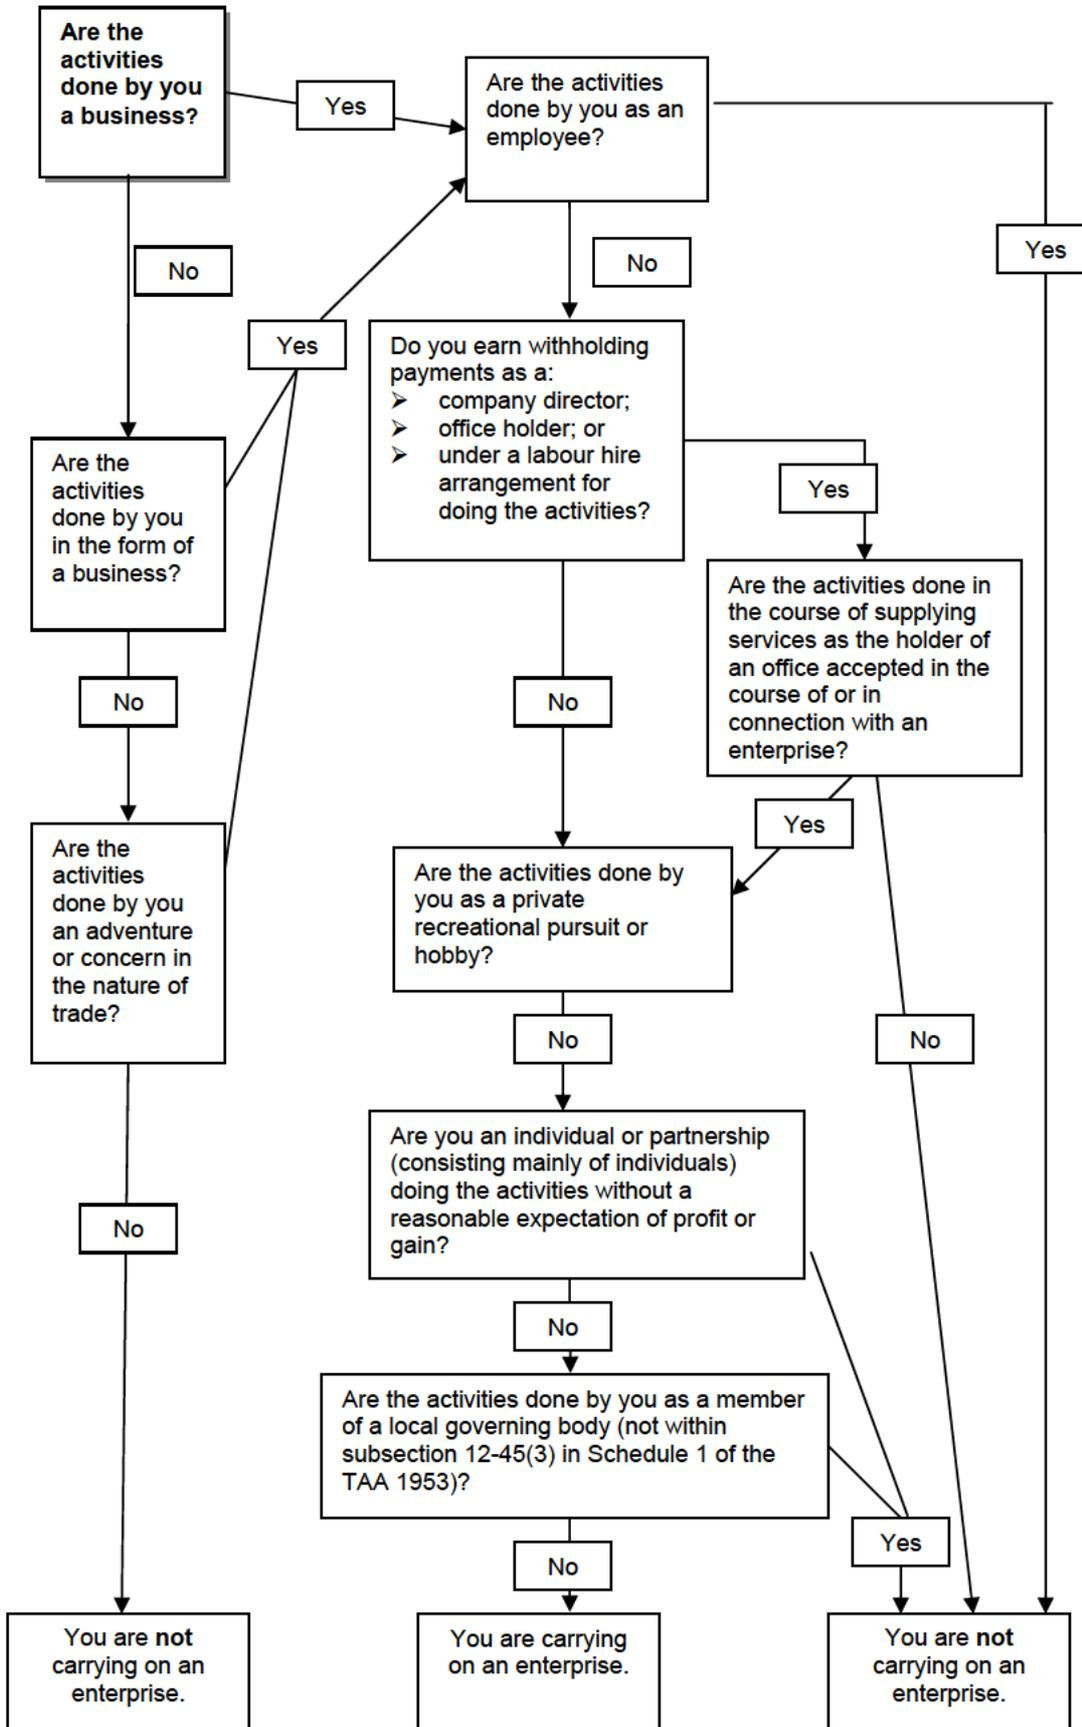 Are the
activities
done by you
a business?
Yes
Are the activities
done by you as an
employee?
Yes
No
No
Yes
Do you earn withholding
payments as a:
➢ company director;
➢ office holder; or
➢ under a labour hire
arrangement for
doing the activities?
Are the
activities
done by you
in the form of
a business?
Yes
Are the activities done in
the course of supplying
services as the holder of
an office accepted in the
course of or in
connection with an
enterprise?
No
No
Yes
Are the
activities
done by you
an adventure
or concern in
the nature of
trade?
Are the activities done by
you as a private
recreational pursuit or
hobby?
No
No
Are you an individual or partnership
(consisting mainly of individuals)
doing the activities without a
reasonable expectation of profit or
gain?
No
No
Are the activities done by you as a member
of a local governing body (not within
subsection 12-45(3) in Schedule 1 of the
TAA 1953)?
Yes
No
You are not
carrying on an
enterprise.
You are carrying
on an enterprise.
You are not
carrying on an
enterprise.